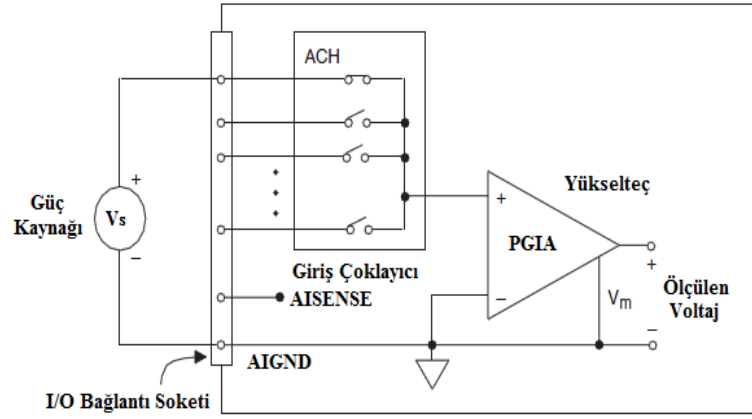 ACH
+
Güç
Kaynağı
Vs
−
Giriş Çoklayıcı
AISENSE
AIGND
I/O Bağlantı Soketi
Yükselteç
+
PGIA
−
Vm
+
Ölçülen
Voltaj
−